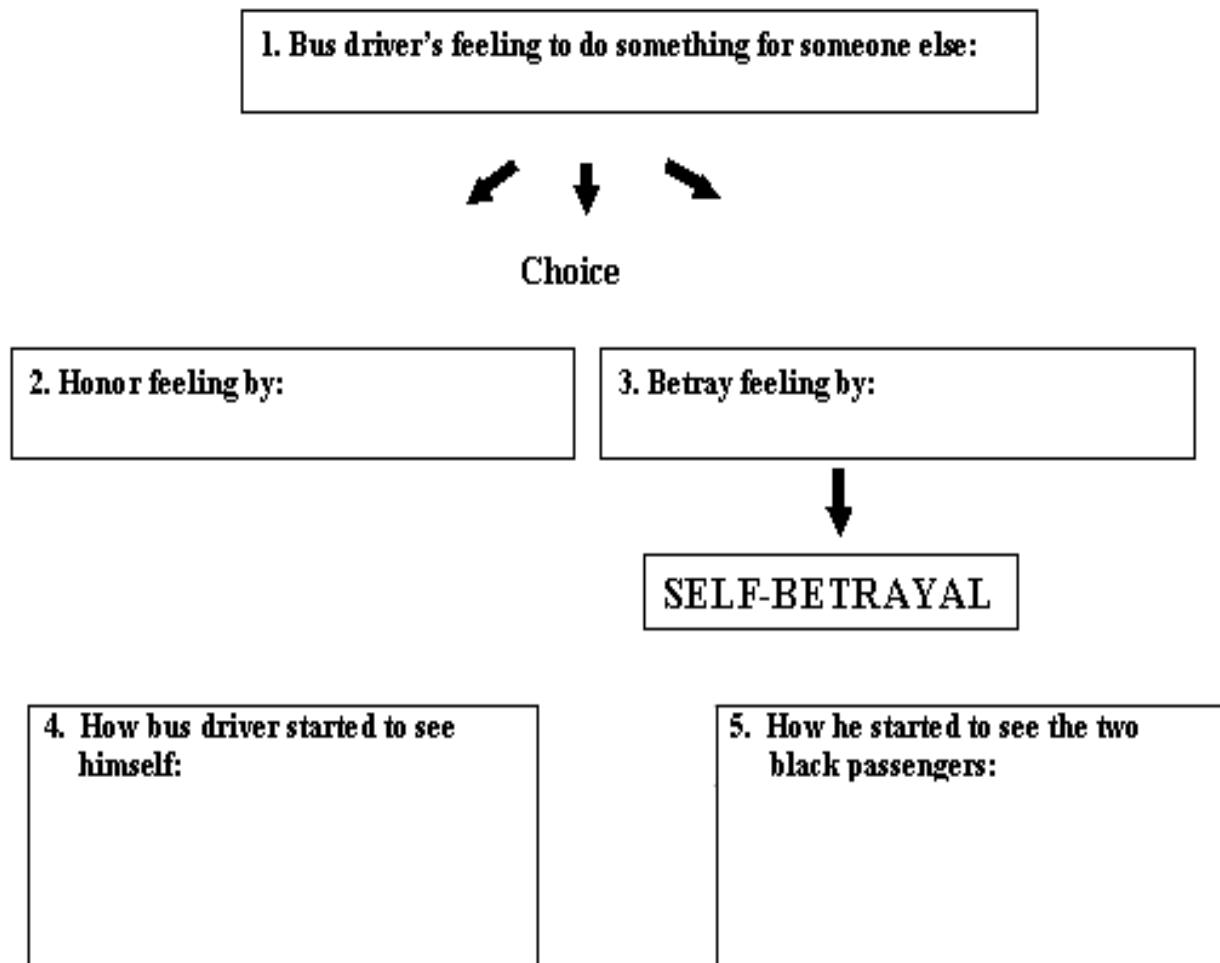 1. Bus driver's feeling to do something for someone else:
Choice
2. Honor feeling by:
3. Betray feeling by:
SELF-BETRAYAL
4. How bus driver started to see
himself:
5. How he started to see the two
black passengers: